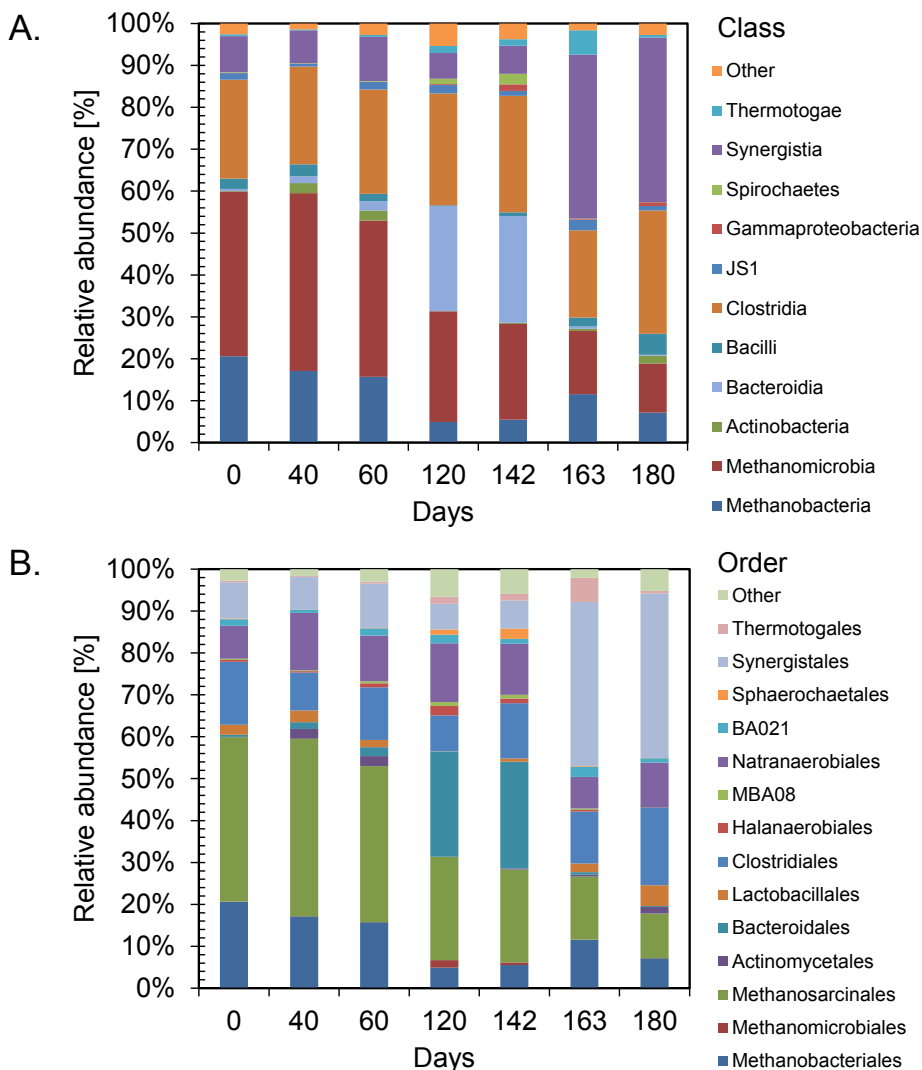 A.
Class
100%
90%
80%
70%
60%
50%
40%
30%
20%
10%
0%
Relative abundance [%]
0 40 60 120 142 163 180
Days
Other
Thermotogae
Synergistia
Spirochaetes
Gammaproteobacteria
JS1
Clostridia
Bacilli
Bacteroidia
Actinobacteria
Methanomicrobia
Methanobacteria
B.
Order
100%
90%
80%
70%
60%
50%
40%
30%
20%
10%
0%
Relative abundance [%]
0 40 60 120 142 163 180
Days
Other
Thermotogales
Synergistales
Sphaerochaetales
BA021
Natranaerobiales
MBA08
Halanaerobiales
Clostridiales
Lactobacillales
Bacteroidales
Actinomycetales
Methanosarcinales
Methanomicrobiales
Methanobacteriales